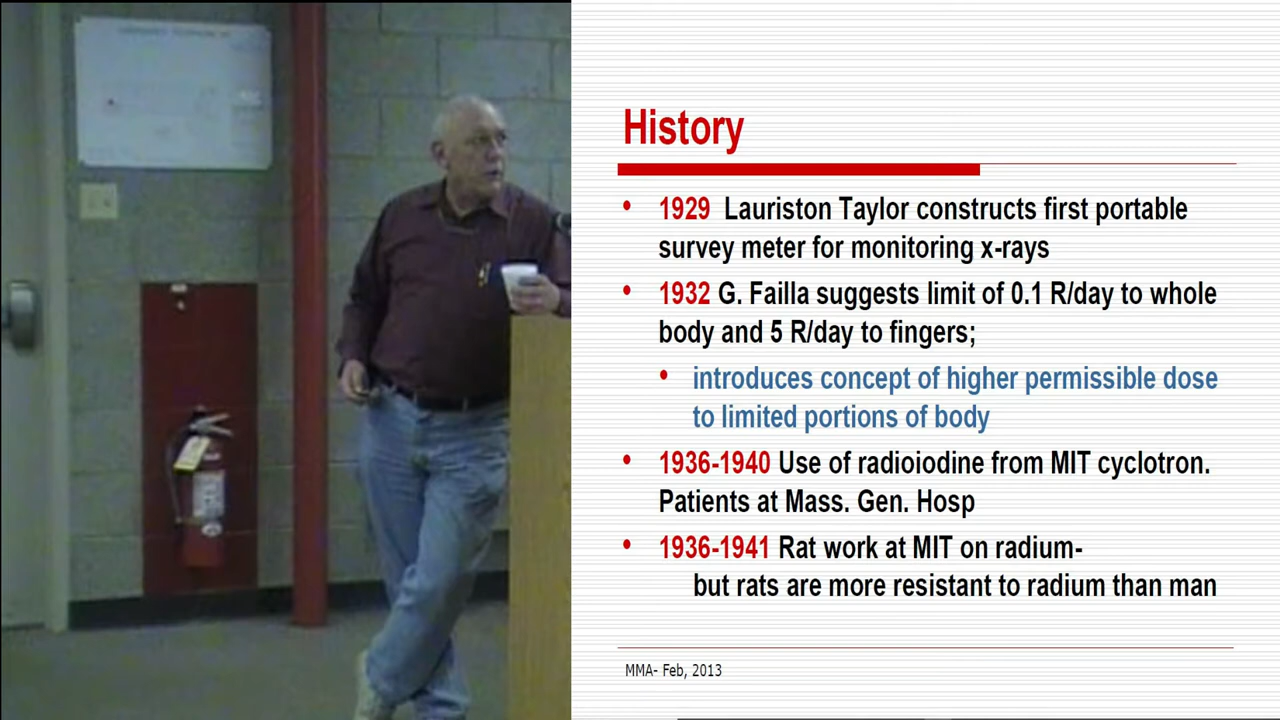 History
• 1929 Lauriston Taylor constructs first portable
survey meter for monitoring x-rays
• 1932 G. Failla suggests limit of 0.1 R/day to whole
body and 5 R/day to fingers;
• introduces concept of higher permissible dose
to limited portions of body
• 1936-1940 Use of radioiodine from MIT cyclotron.
Patients at Mass. Gen. Hosp
• 1936-1941 Rat work at MIT on radium-
but rats are more resistant to radium than man
MMA- Feb, 2013